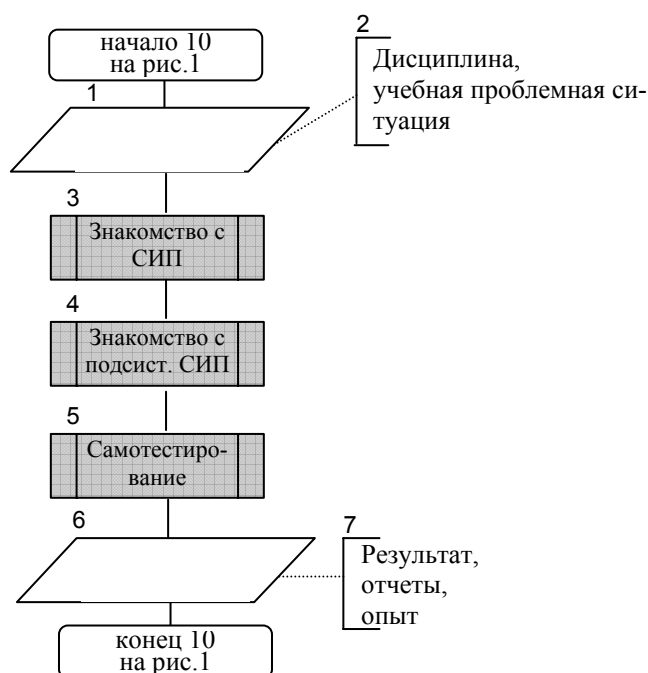 начало 10
на рис.1
1
2
Дисциплина,
учебная проблемная си-
туация
3
Знакомство с
СИП
4
Знакомство с
подсист. СИП
5
Самотестиро-
вание
6
7
Результат,
отчеты,
опыт
конец 10
на рис.1